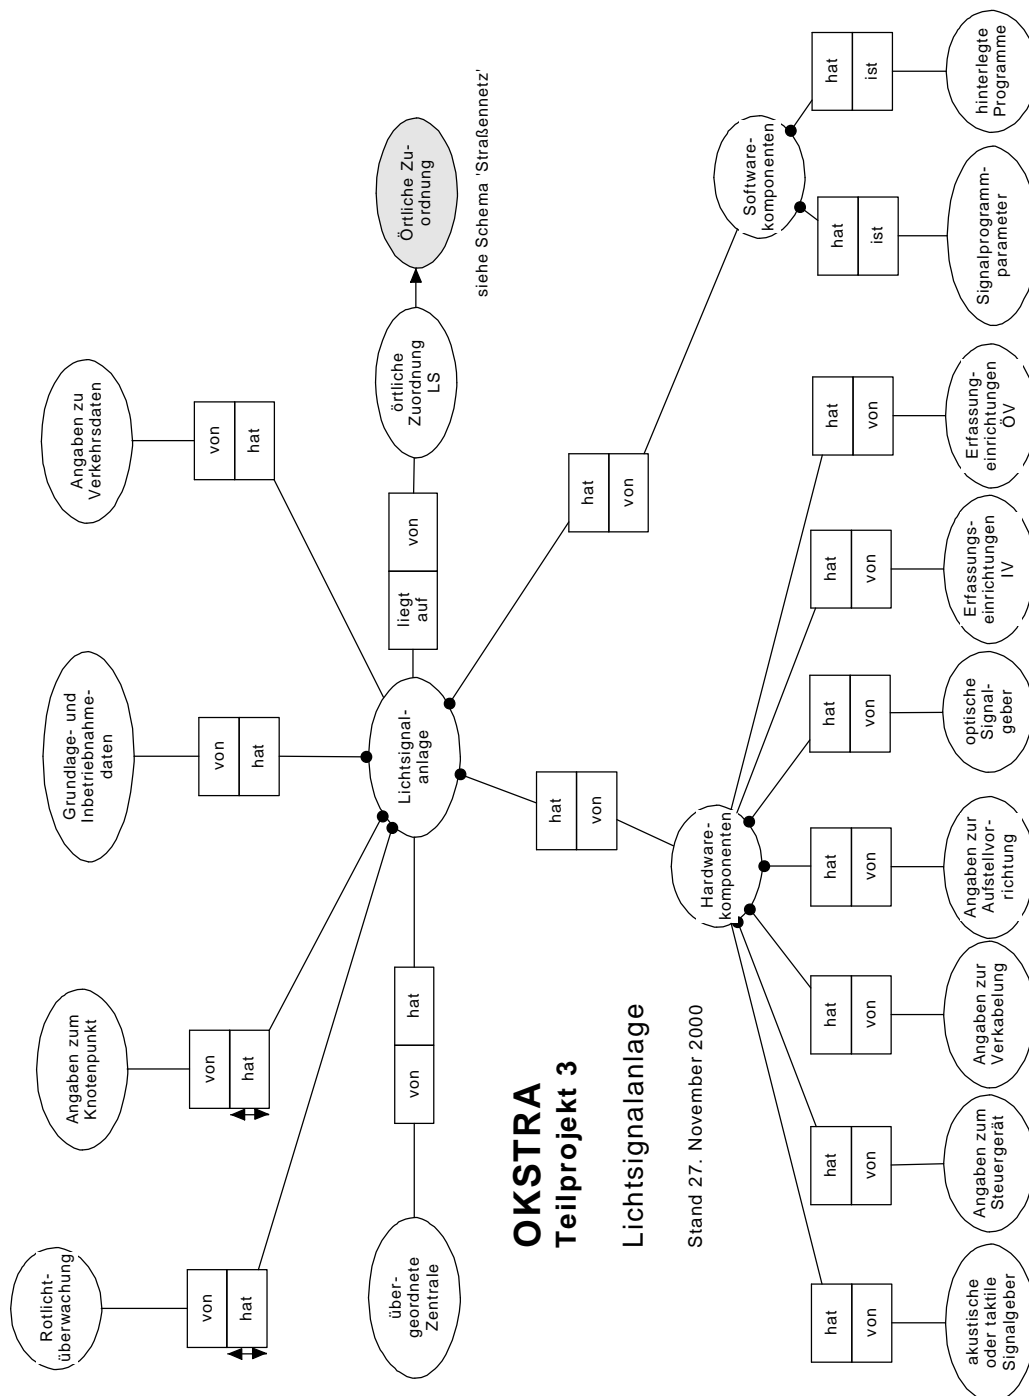 Rotlicht-
überwachung
von
hat
Angaben zum
Knotenpunkt
von
hat
Grundlage- und
Inbetriebnahme-
daten
von
hat
Angaben zu
Verkehrsdaten
von
hat
über-
geordnete
Zentrale
von
hat
Lichtsignal-
anlage
liegt
auf
von
örtliche
Zuordnung
LS
Örtliche Zu-
ordnung
siehe Schema 'Straßennetz'
OKSTRA
Teilprojekt 3
Lichtsignalanlage
Stand 27. November 2000
hat
von
hat
von
Hardware-
komponenten
Software-
komponenten
hat
von
hat
von
hat
von
hat
von
hat
von
hat
von
hat
von
hat
ist
hat
ist
akustische
oder taktile
Signalgeber
Angaben zum
Steuergerät
Angaben zur
Verkabelung
Angaben zur
Aufstellvor-
richtung
optische
Signal-
geber
Erfassungs-
einrichtungen
IV
Erfassung-
einrichtungen
ÖV
Signalprogramm-
parameter
hinterlegte
Programme